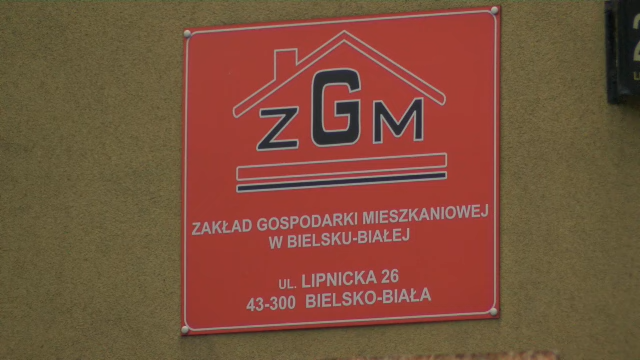 ZGM
ZAKŁAD GOSPODARKI MIESZKANIOWEJ
W BIELSKU-BIAŁEJ
UL. LIPNICKA 26
43-300 BIELSKO-BIAŁA